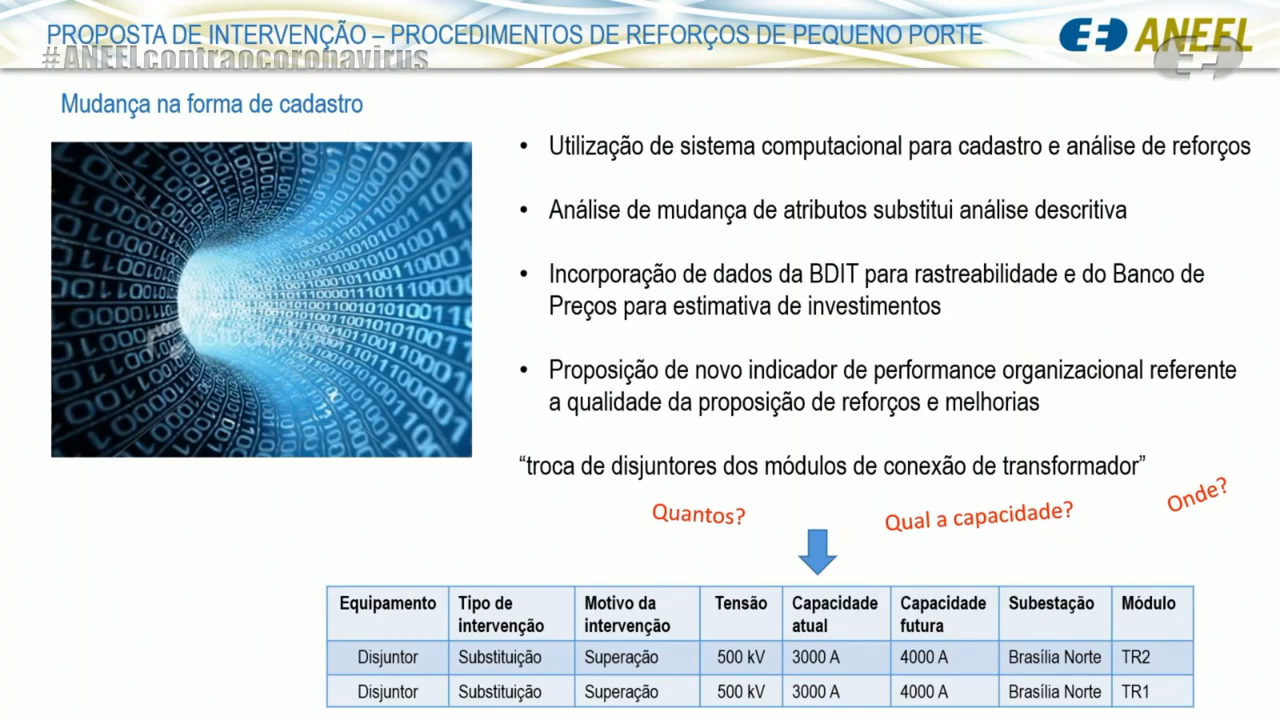 PROPOSTA DE INTERVENÇÃO – PROCEDIMENTOS DE REFORÇOS DE PEQUENO PORTE
ANEEL
#ANEELcontraocoronavirus
Mudança na forma de cadastro
• Utilização de sistema computacional para cadastro e análise de reforços
• Análise de mudança de atributos substitui análise descritiva
• Incorporação de dados da BDIT para rastreabilidade e do Banco de
Preços para estimativa de investimentos
• Proposição de novo indicador de performance organizacional referente
a qualidade da proposição de reforços e melhorias
“troca de disjuntores dos módulos de conexão de transformador”
Quantos?
Qual a capacidade?
Onde?
Equipamento Tipo de intervenção Motivo da intervenção Tensão Capacidade atual Capacidade futura Subestação Módulo
Disjuntor Substituição Superação 500 kV 3000 A 4000 A Brasília Norte TR2
Disjuntor Substituição Superação 500 kV 3000 A 4000 A Brasília Norte TR1